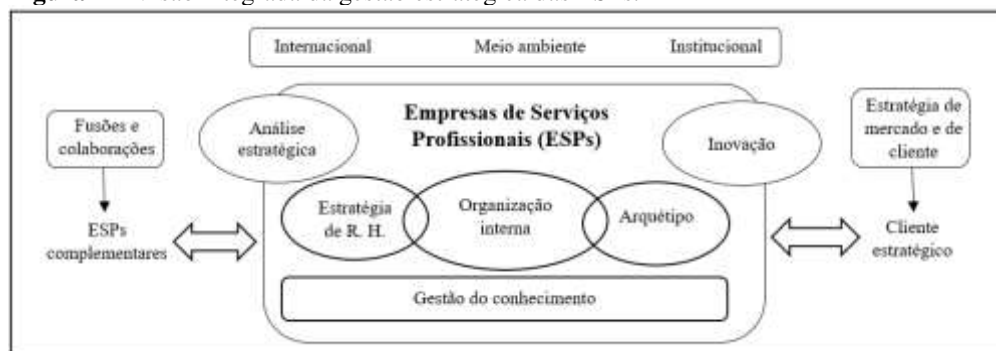 Internacional Meio ambiente Institucional
Empresas de Serviços
Profissionais (ESPs)
Fusões e
colaborações
Análise
estratégica
Inovação
Estratégia de
mercado e de
cliente
Estratégia
de R. H.
Organização
interna
Arquétipo
ESPs
complementares
Cliente
estratégico
Gestão do conhecimento